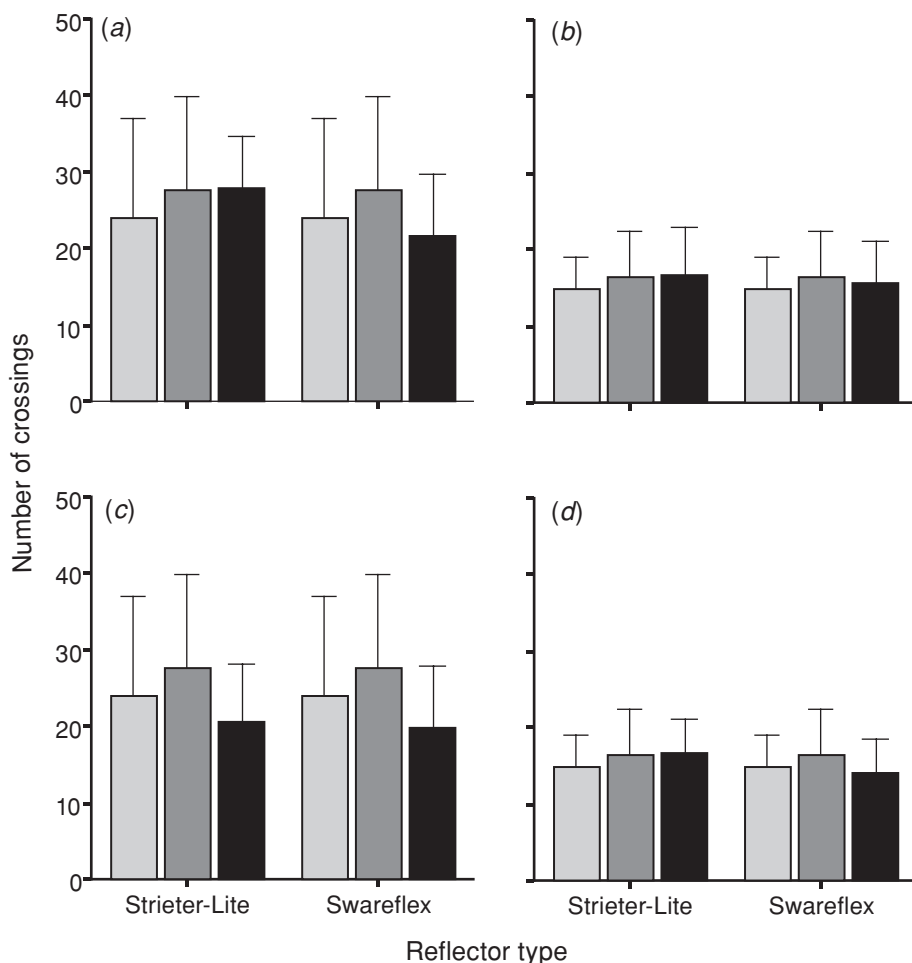 (a)
(b)
50
40
30
20
10
0
(c)
(d)
50
40
30
20
10
0
Number of crossings
Strieter-Lite
Swareflex
Strieter-Lite
Swareflex
Reflector type